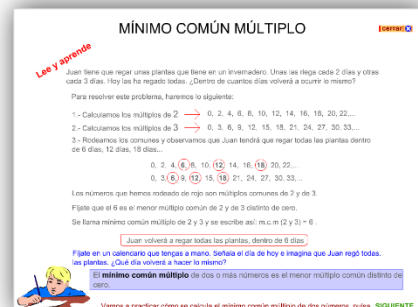 MÍNIMO COMÚN MÚLTIPLO
[cerrar X]
Lee y aprende
Juan tiene que regar unas plantas que tiene en un invernadero. Unas las riega cada 2 días y otras
cada 3 días. Hoy las ha regado todas. ¿Dentro de cuantos días volverá a ocurrir lo mismo?
Para resolver este problema, haremos lo siguiente:
1.- Calculamos los múltiplos de 2 → 0, 2, 4, 6, 8, 10, 12, 14, 16, 18, 20, 22,...
2.- Calculamos los múltiplos de 3 → 0, 3, 6, 9, 12, 15, 18, 21, 24, 27, 30, 33,...
3.- Rodeamos los comunes y observamos que Juan tendrá que regar todas las plantas dentro
de 6 días, 12 días, 18 días...
0, 2, 4, 6, 8, 10, 12, 14, 16, 18, 20, 22,...
0, 3, 6, 9, 12, 15, 18, 21, 24, 27, 30, 33,...
Los números que hemos rodeado de rojo son múltiplos comunes de 2 y de 3.
Fíjate que el 6 es el menor múltiplo común de 2 y de 3 distinto de cero.
Se llama mínimo común múltiplo de 2 y 3 y se escribe así: m.c.m (2 y 3) = 6 .
Juan volverá a regar todas las plantas, dentro de 6 días
Fíjate en un calendario que tengas a mano. Señala el día de hoy e imagina que Juan regó todas
las plantas. ¿Qué día volverá a hacer lo mismo?
El mínimo común múltiplo de dos o más números es el menor múltiplo común distinto de
cero.
Vamos a practicar cómo se calcula el mínimo común múltiplo de dos números, pulsa SIGUIENTE